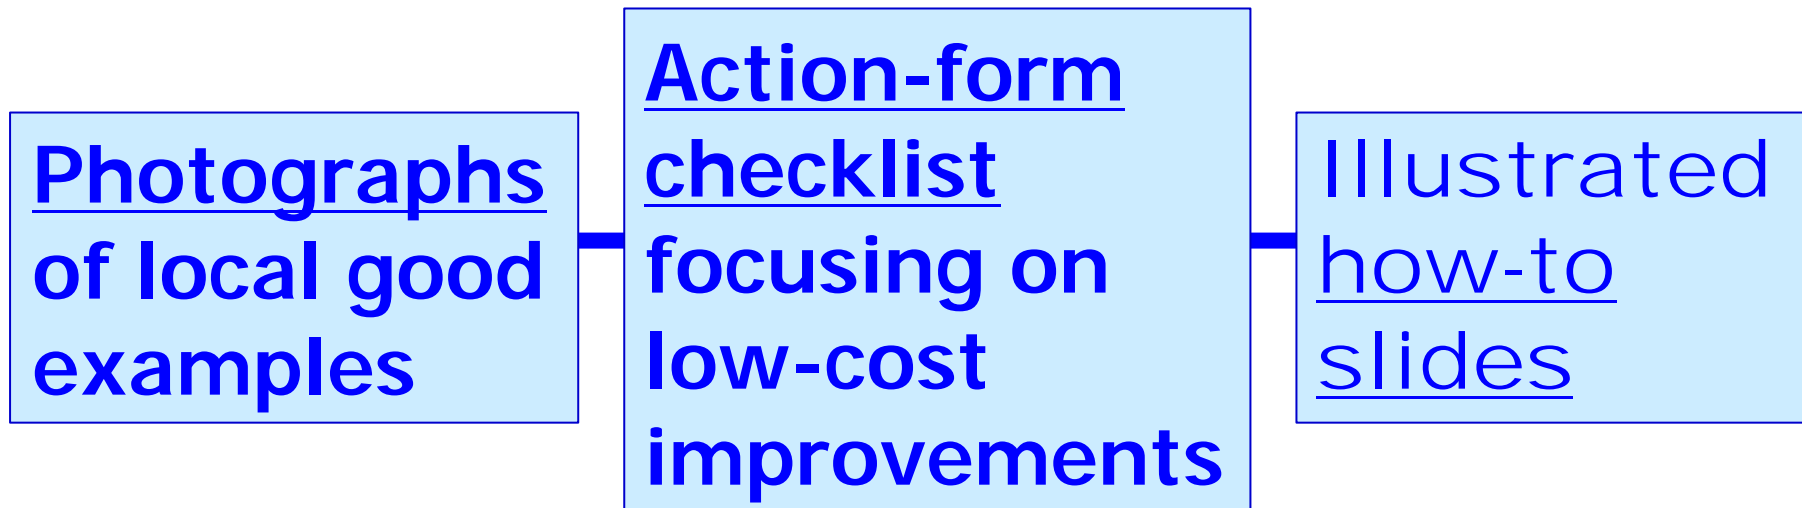 Photographs
of local good
examples
Action-form
checklist
focusing on
low-cost
improvements
Illustrated
how-to
slides